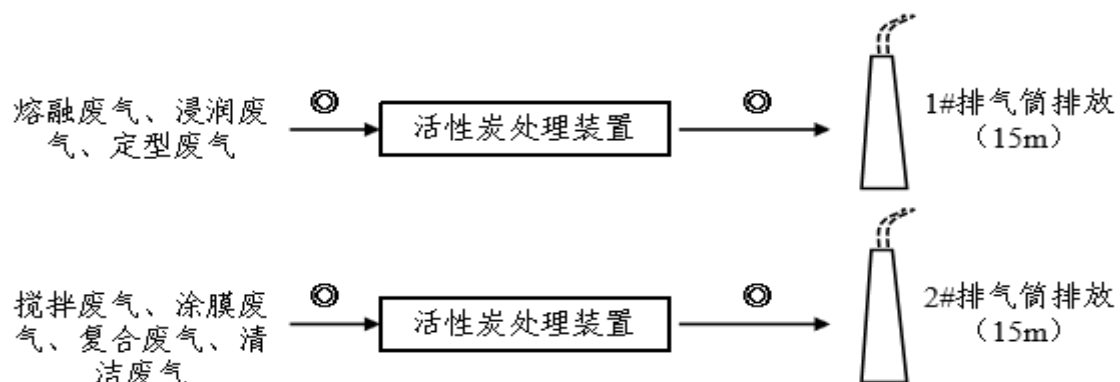 熔融废气、浸润废
气、定型废气
活性炭处理装置
1#排气筒排放
（15m）
搅拌废气、涂膜废
气、复合废气、清
洁废气
活性炭处理装置
2#排气筒排放
（15m）